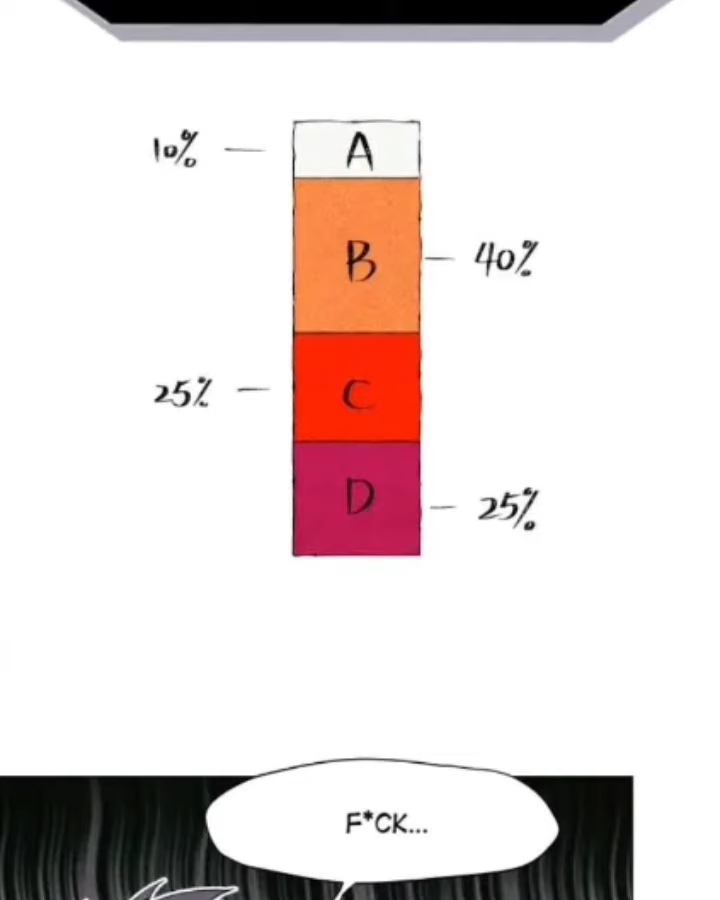 10% — A
B — 40%
25% — C
D — 25%
F*CK...